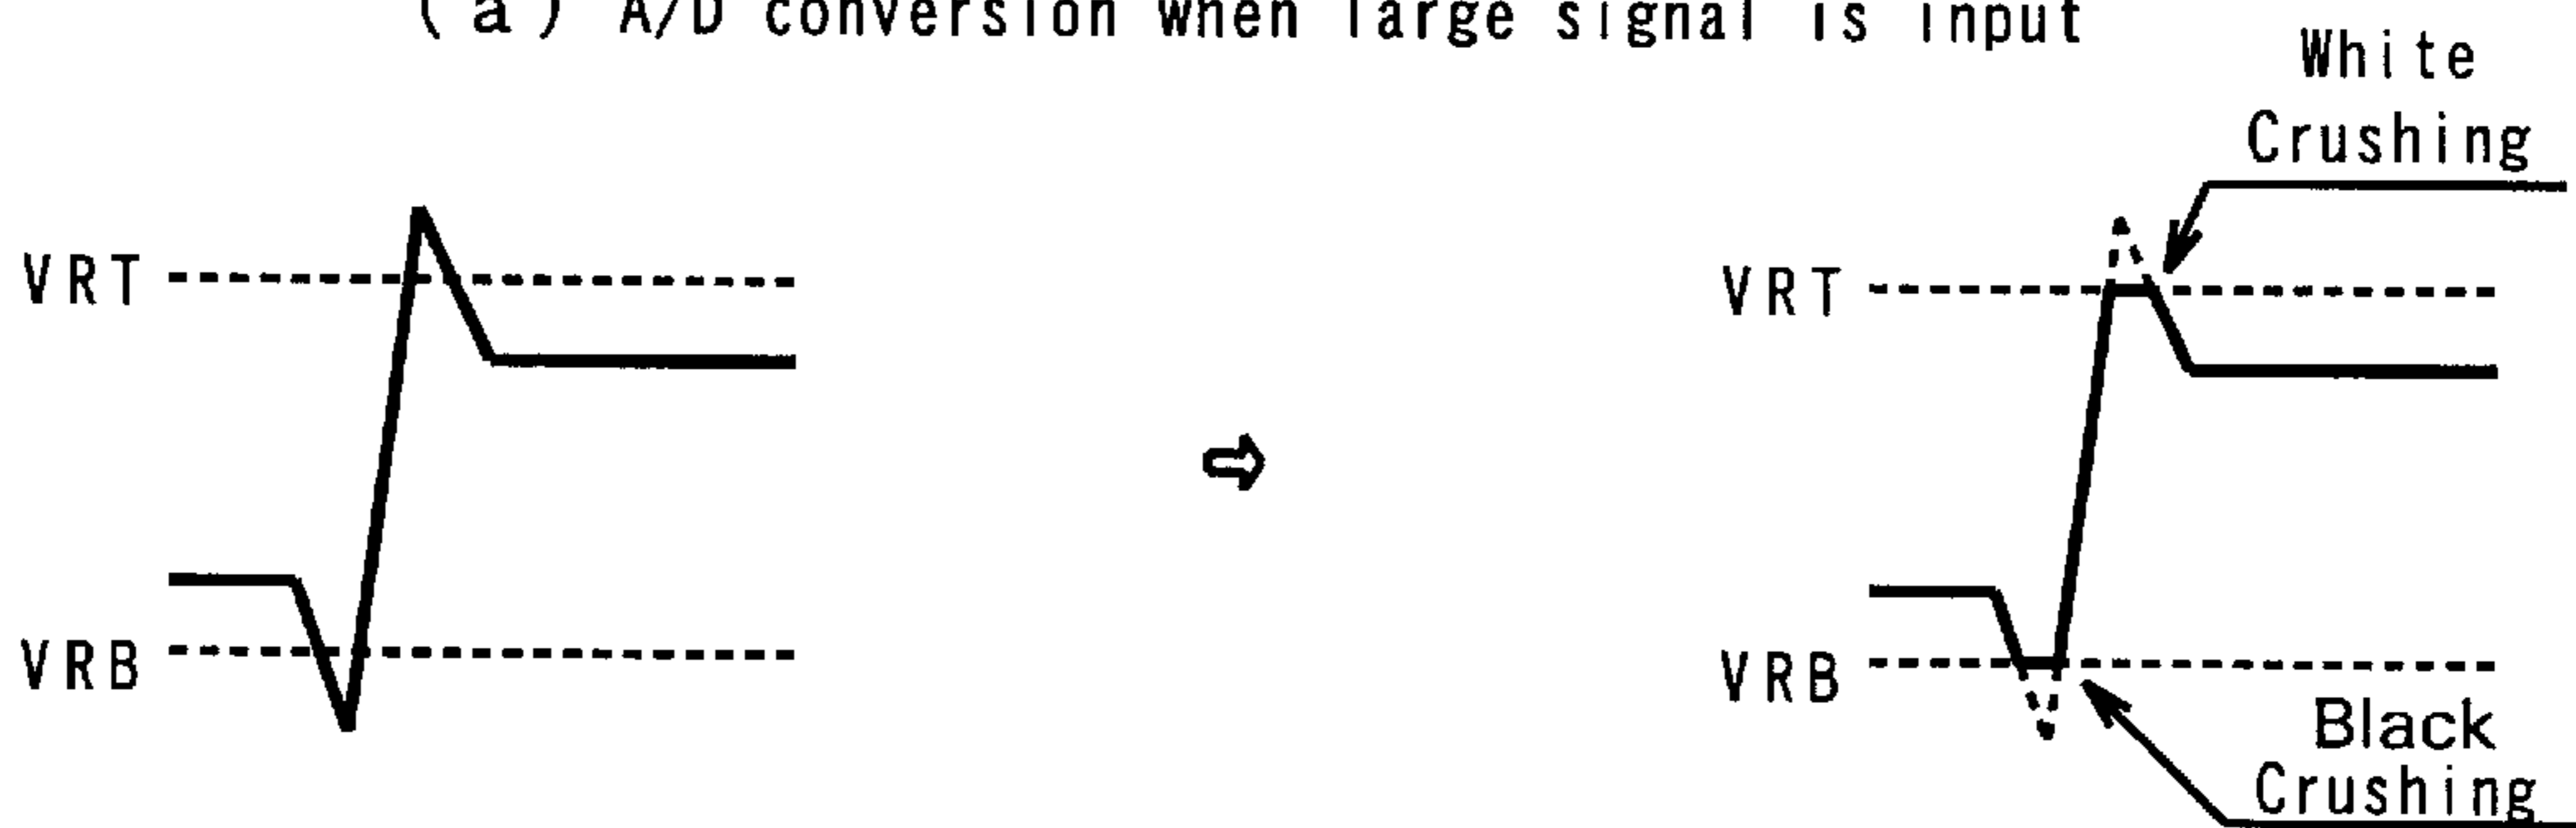 (a) A/D conversion when large signal is input
White
Crushing
VRT
VRT
VRB
VRB
Black
Crushing